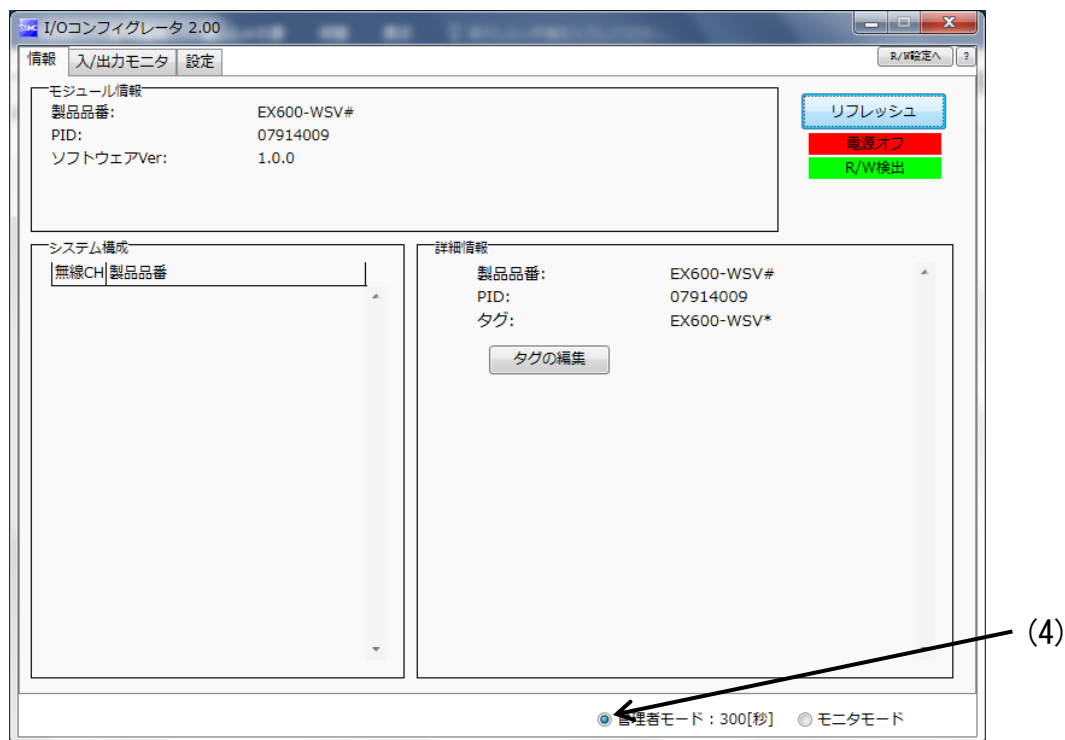 I/Oコンフィグレータ 2.00
情報 入/出力モニタ 設定 R/W設定へ ?
モジュール情報
製品品番: EX600-WSV#
PID: 07914009
ソフトウェアVer: 1.0.0
リフレッシュ
電源オフ
R/W検出
システム構成
無線CH 製品品番
詳細情報
製品品番: EX600-WSV#
PID: 07914009
タグ: EX600-WSV*
タグの編集
(4)
管理者モード：300[秒] モニタモード